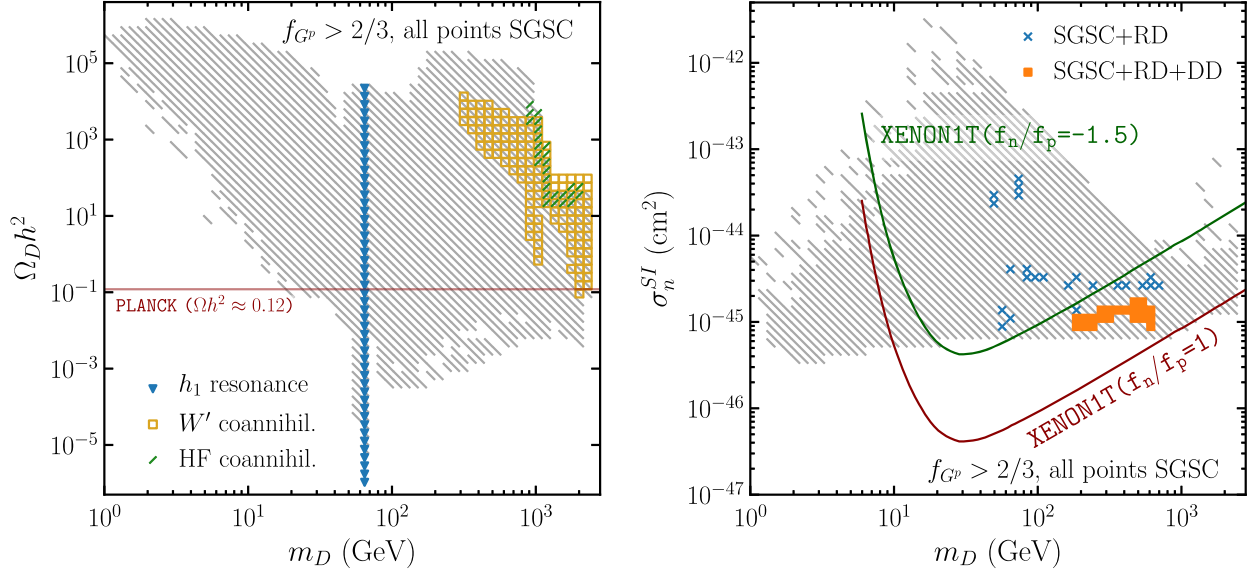 f_{G^p} > 2/3, all points SGSC
10^5
10^3
10^1
10^{-1}
10^{-3}
10^{-5}
Ω_D h^2
PLANCK (Ωh^2 ≈ 0.12)
h_1 resonance
W′ coannihil.
HF coannihil.
10^0 10^1 10^2 10^3
m_D (GeV)
SGSC+RD
SGSC+RD+DD
XENON1T(f_n/f_p=−1.5)
XENON1T(f_n/f_p=1)
10^{-42}
10^{-43}
10^{-44}
10^{-45}
10^{-46}
10^{-47}
σ_n^{SI} (cm^2)
f_{G^p} > 2/3, all points SGSC
10^0 10^1 10^2 10^3
m_D (GeV)